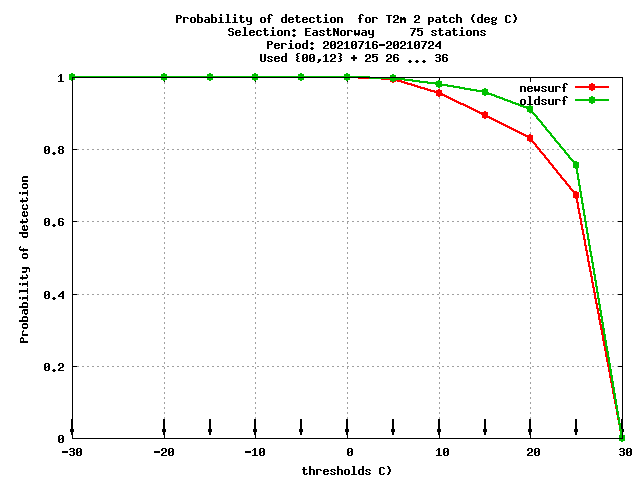 Probability of detection  for T2m 2 patch (deg C)
Selection: EastNorway     75 stations
Period: 20210716-20210724
Used {00,12} + 25 26 ... 36
newsurf
oldsurf
Probability of detection
1
0.8
0.6
0.4
0.2
0
-30 -20 -10 0 10 20 30
thresholds C)